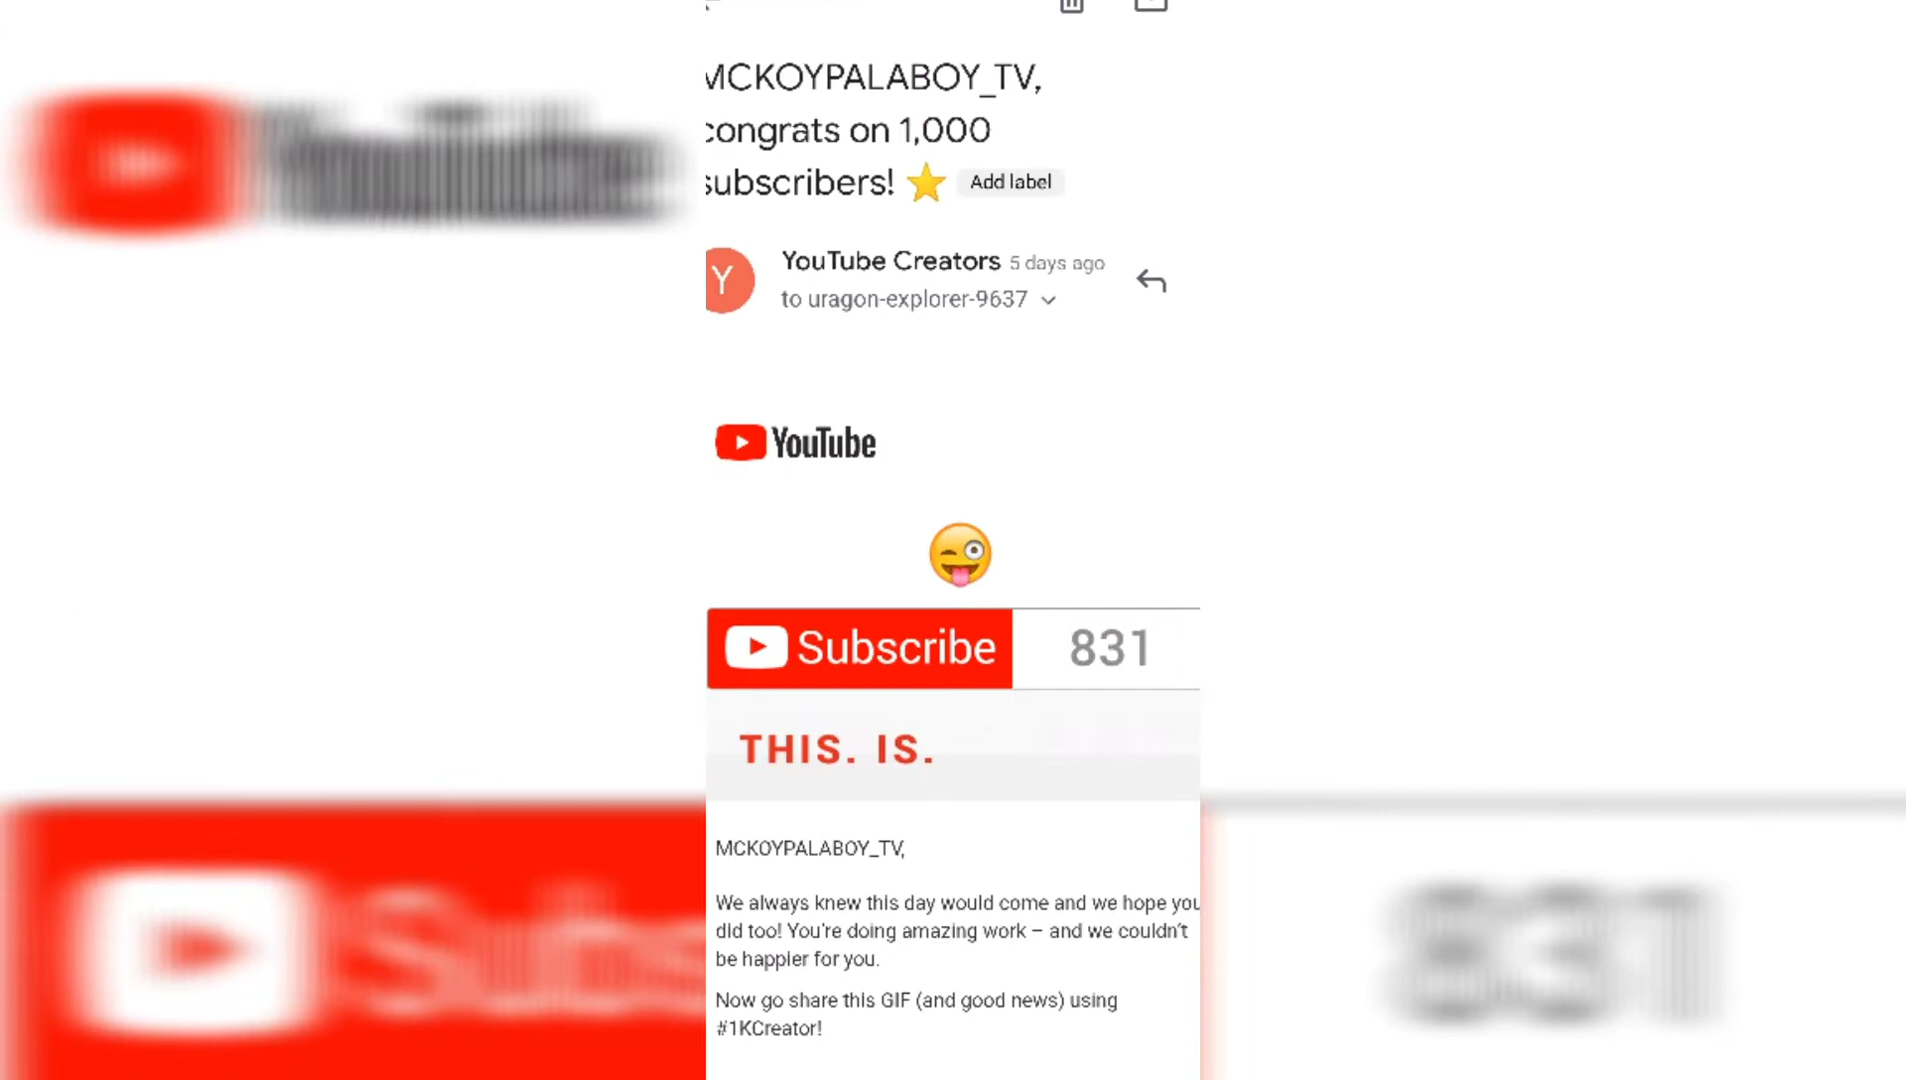 MCKOYPALABOY_TV,
congrats on 1,000
subscribers! ⭐ Add label
Y
YouTube Creators 5 days ago
to uragon-explorer-9637
YouTube
Subscribe 831
THIS. IS.
MCKOYPALABOY_TV,
We always knew this day would come and we hope you
did too! You're doing amazing work – and we couldn't
be happier for you.
Now go share this GIF (and good news) using
#1KCreator!
Subs
831